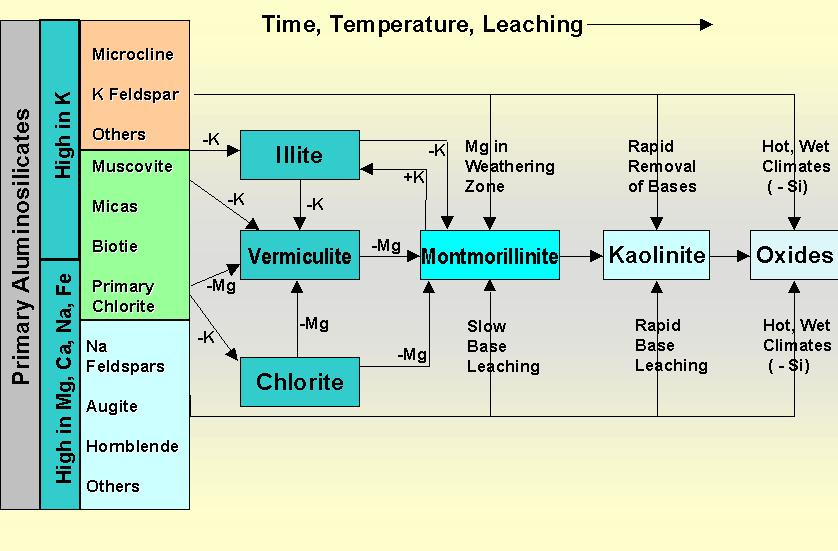 Time, Temperature, Leaching
Primary Aluminosilicates
High in K
High in Mg, Ca, Na, Fe
Microcline
K Feldspar
Others
Muscovite
Micas
Biotie
Primary
Chlorite
Na
Feldspars
Augite
Hornblende
Others
-K
Illite
-K
+K
-K
-K
Mg in
Weathering
Zone
Rapid
Removal
of Bases
Hot, Wet
Climates
( - Si)
Vermiculite
-Mg
Montmorillinite
Kaolinite
Oxides
-Mg
-K
-Mg
Chlorite
-Mg
Slow
Base
Leaching
Rapid
Base
Leaching
Hot, Wet
Climates
( - Si)